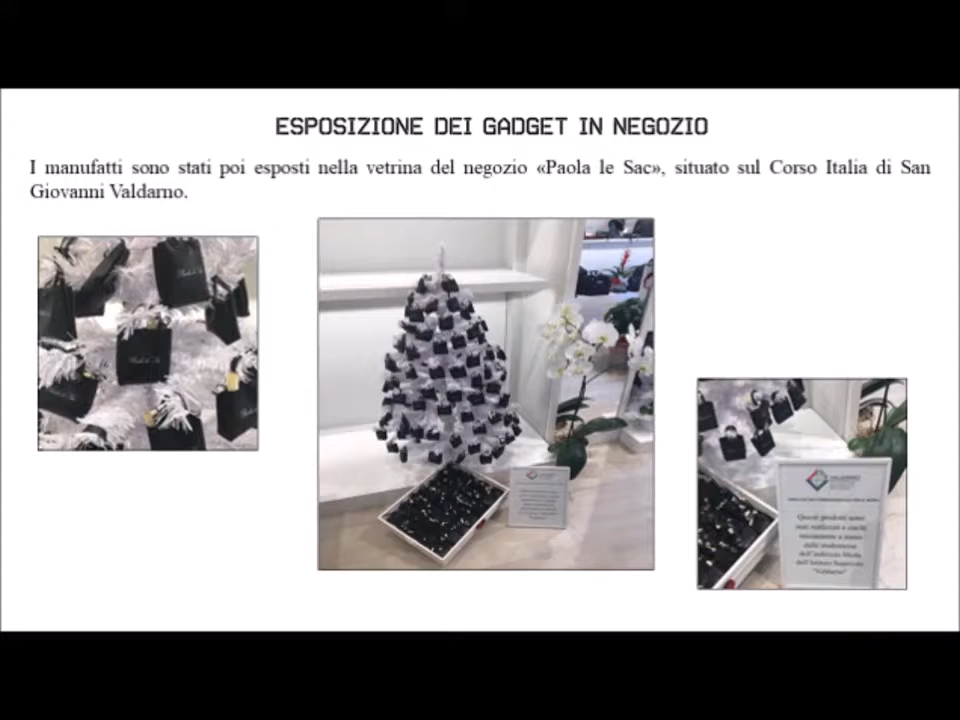 ESPOSIZIONE DEI GADGET IN NEGOZIO
I manufatti sono stati poi esposti nella vetrina del negozio «Paola le Sac», situato sul Corso Italia di San
Giovanni Valdarno.
VALDARNO
Questi prodotti sono
stati realizzati e cuciti
interamente a mano
dalle studentesse
dell'indirizzo Moda
dell'Istituto Superiore
"Valdarno"